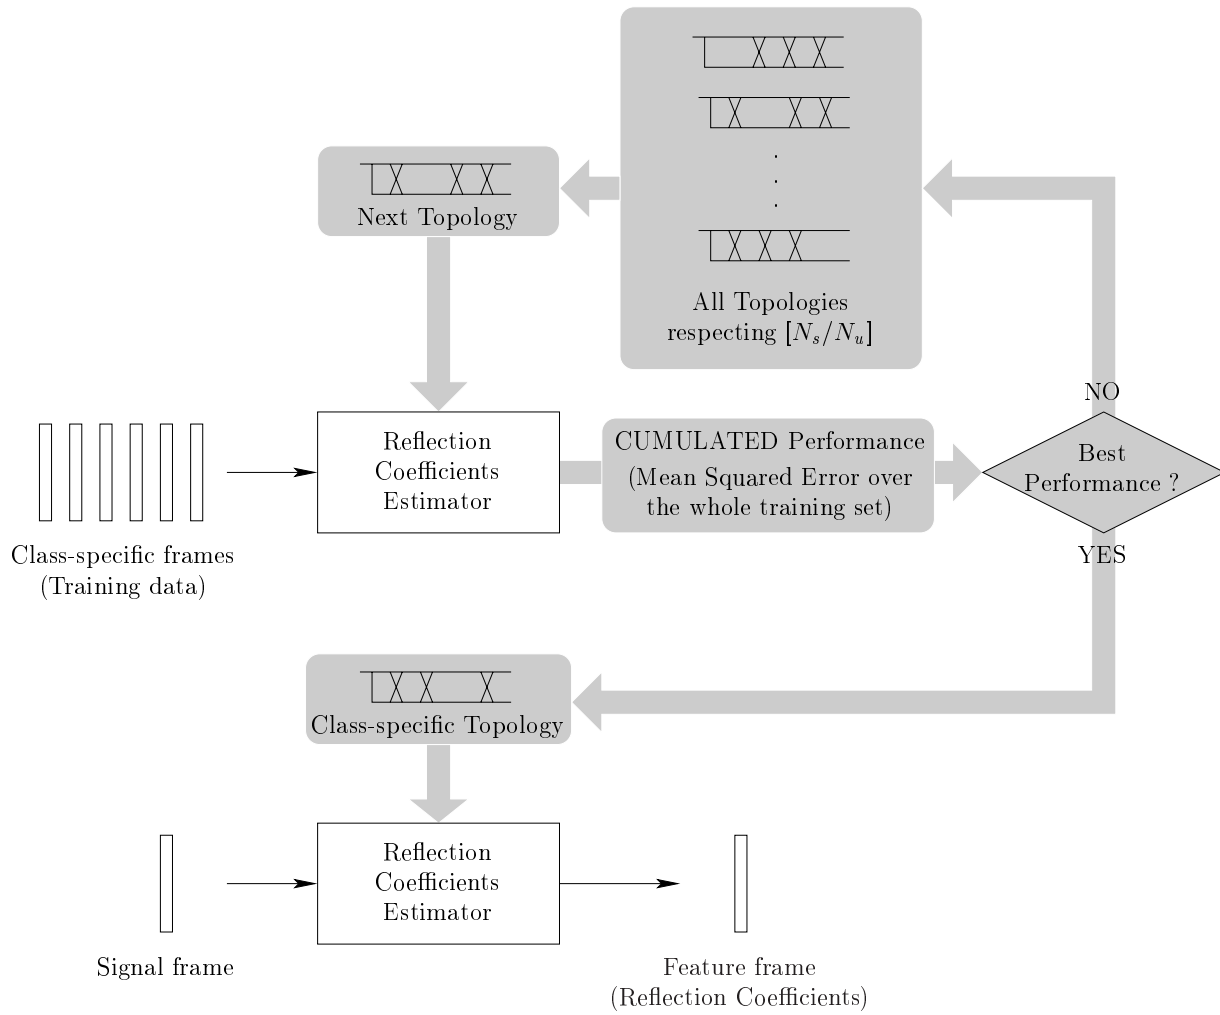 All Topologies
respecting [N_s/N_u]
Next Topology
NO
Reflection
Coefficients
Estimator
CUMULATED Performance
(Mean Squared Error over
the whole training set)
Best
Performance ?
Class-specific frames
(Training data)
YES
Class-specific Topology
Reflection
Coefficients
Estimator
Signal frame
Feature frame
(Reflection Coefficients)